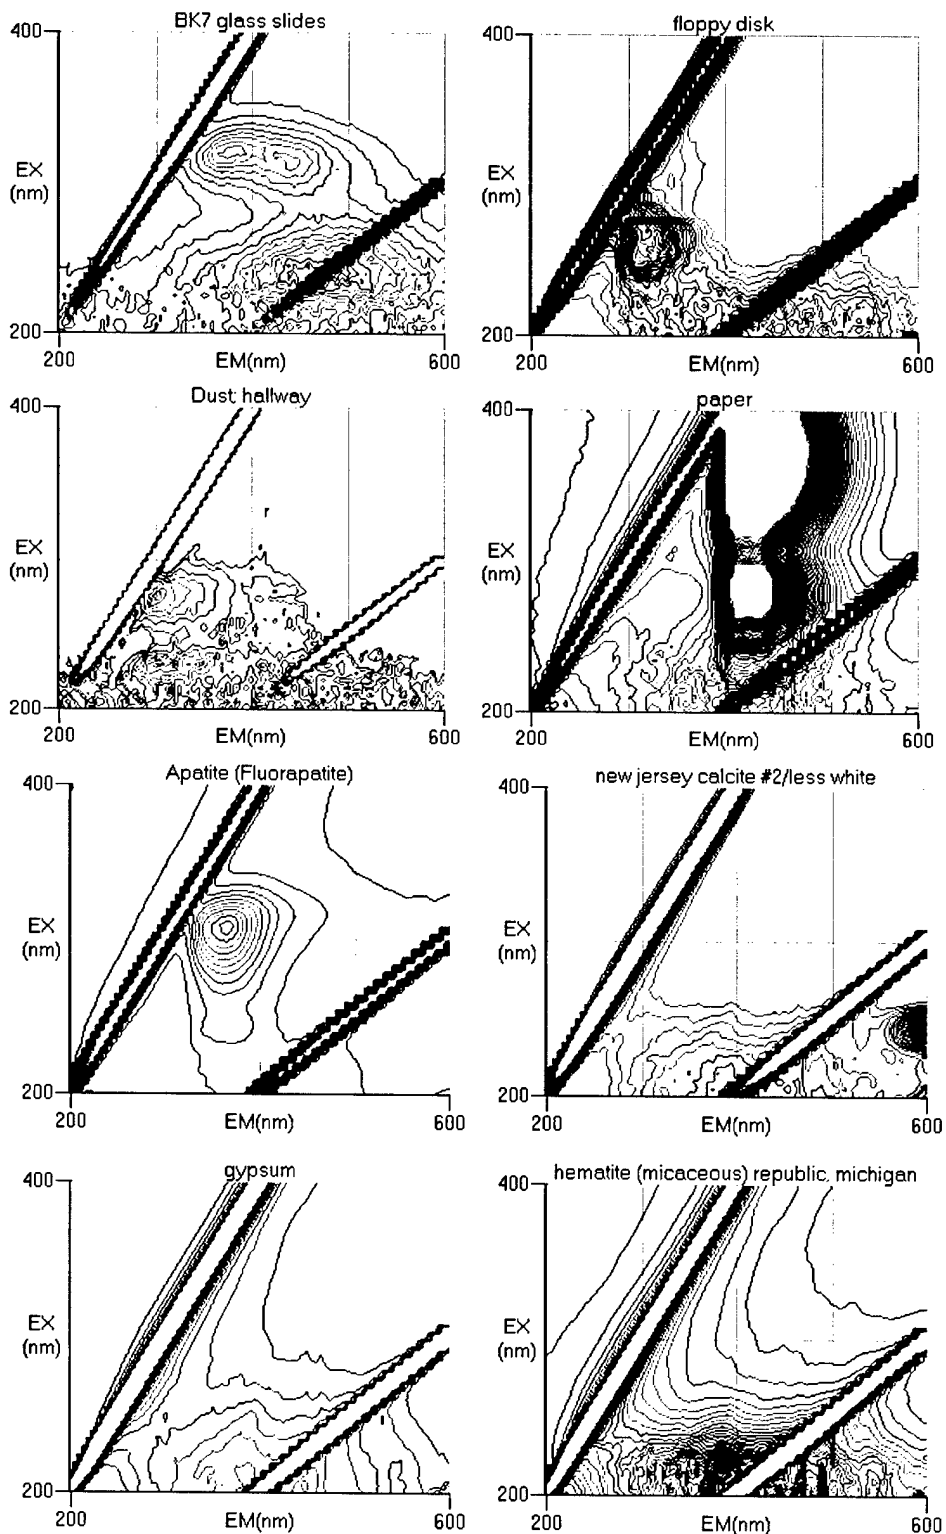 BK7 glass slides
400
EX
(nm)
200
200
EM(nm)
600
floppy disk
400
EX
(nm)
200
200
EM(nm)
600
Dust hallway
400
EX
(nm)
200
200
EM(nm)
600
paper
400
EX
(nm)
200
200
EM(nm)
600
Apatite (Fluorapatite)
400
EX
(nm)
200
200
EM(nm)
600
new jersey calcite #2/less white
400
EX
(nm)
200
200
EM(nm)
600
gypsum
400
EX
(nm)
200
200
EM(nm)
600
hematite (micaceous) republic, michigan
400
EX
(nm)
200
200
EM(nm)
600